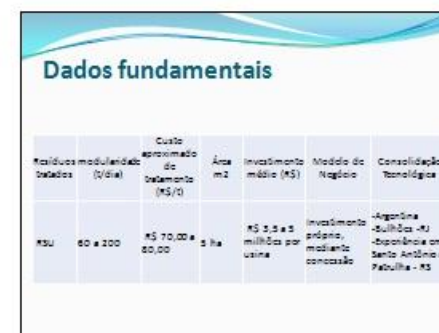 Dados fundamentais
Resíduos tratados
modularidade (t/dia)
Custo aproximado de tratamento (R$/t)
Área m2
Investimento médio (R$)
Modelo de Negócio
Consolidação Tecnológica
RSU
60 a 200
R$ 70,00 a 80,00
5 ha
R$ 3,5 a 5 milhões por usina
Investimento próprio, mediante concessão
-Argentina
-Bulhões -RJ
-Experiência em Santo Antônio Patrulha - RS